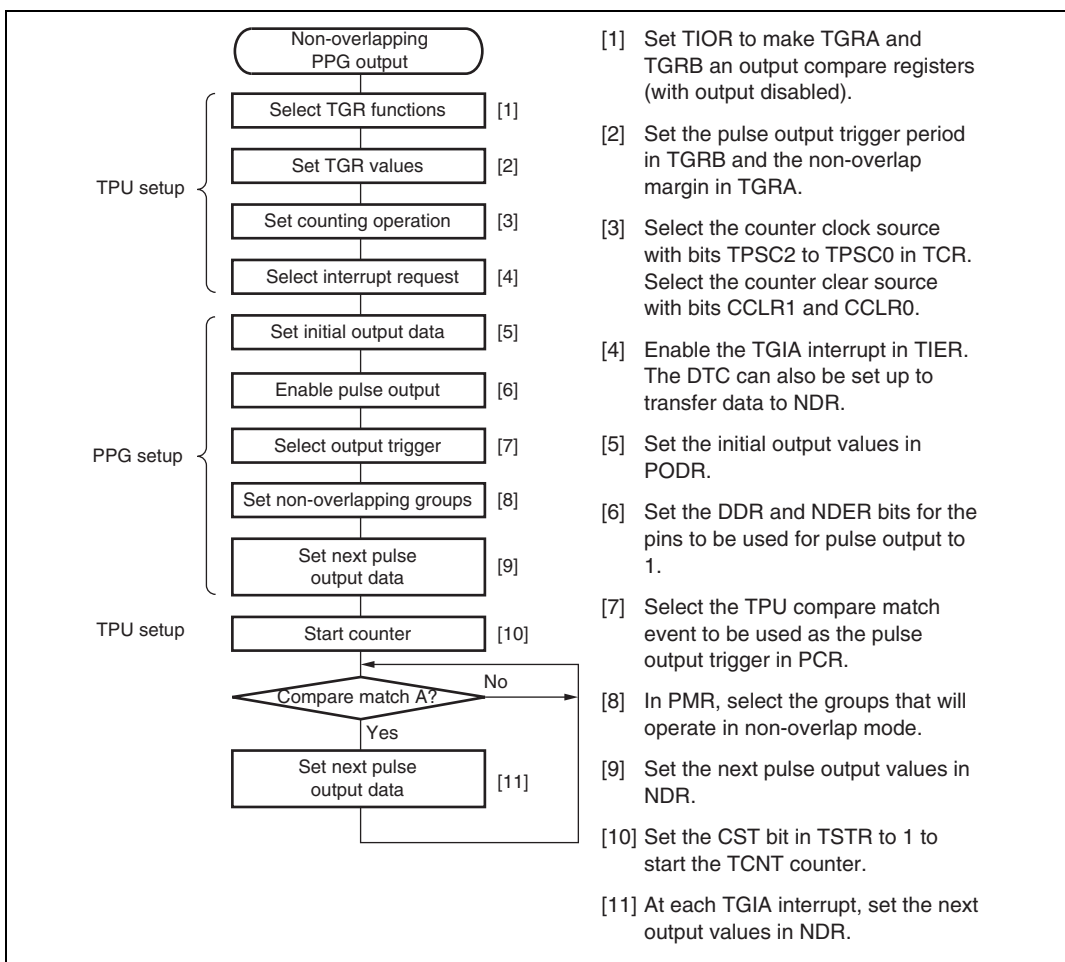 Non-overlapping
PPG output
Select TGR functions [1]
Set TGR values [2]
TPU setup
Set counting operation [3]
Select interrupt request [4]
Set initial output data [5]
Enable pulse output [6]
Select output trigger [7]
PPG setup
Set non-overlapping groups [8]
Set next pulse
output data
[9]
TPU setup
Start counter [10]
Compare match A?
No
Yes
Set next pulse
output data
[11]
[1] Set TIOR to make TGRA and
TGRB an output compare registers
(with output disabled).
[2] Set the pulse output trigger period
in TGRB and the non-overlap
margin in TGRA.
[3] Select the counter clock source
with bits TPSC2 to TPSC0 in TCR.
Select the counter clear source
with bits CCLR1 and CCLR0.
[4] Enable the TGIA interrupt in TIER.
The DTC can also be set up to
transfer data to NDR.
[5] Set the initial output values in
PODR.
[6] Set the DDR and NDER bits for the
pins to be used for pulse output to
1.
[7] Select the TPU compare match
event to be used as the pulse
output trigger in PCR.
[8] In PMR, select the groups that will
operate in non-overlap mode.
[9] Set the next pulse output values in
NDR.
[10] Set the CST bit in TSTR to 1 to
start the TCNT counter.
[11] At each TGIA interrupt, set the next
output values in NDR.